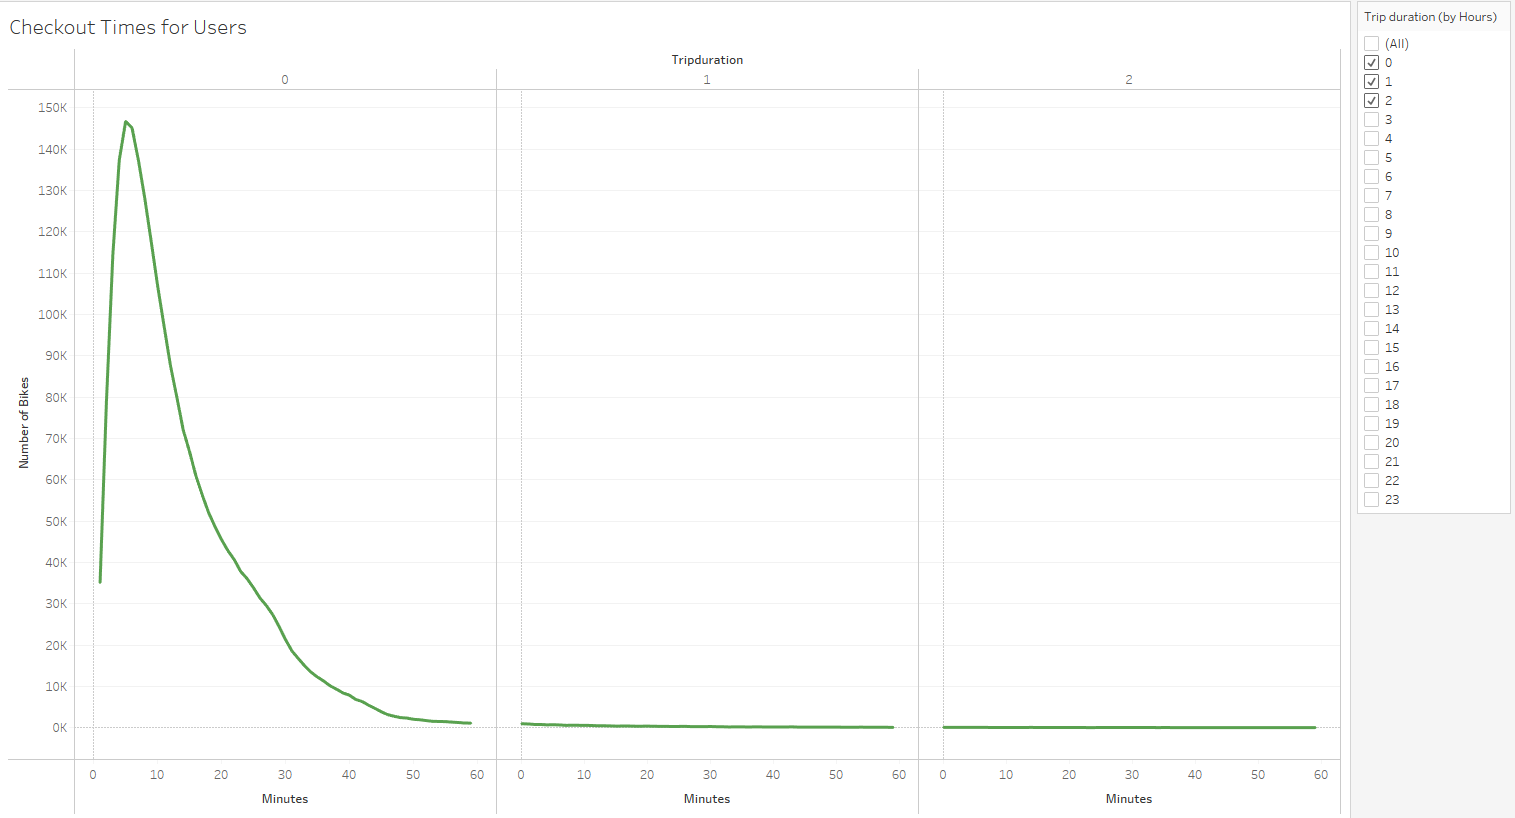 Checkout Times for Users
Tripduration
0 1 2
150K
140K
130K
120K
110K
100K
90K
80K
70K
60K
50K
40K
30K
20K
10K
0K
Number of Bikes
0 10 20 30 40 50 60 0 10 20 30 40 50 60 0 10 20 30 40 50 60
Minutes Minutes Minutes
Trip duration (by Hours)
(All)
0
1
2
3
4
5
6
7
8
9
10
11
12
13
14
15
16
17
18
19
20
21
22
23